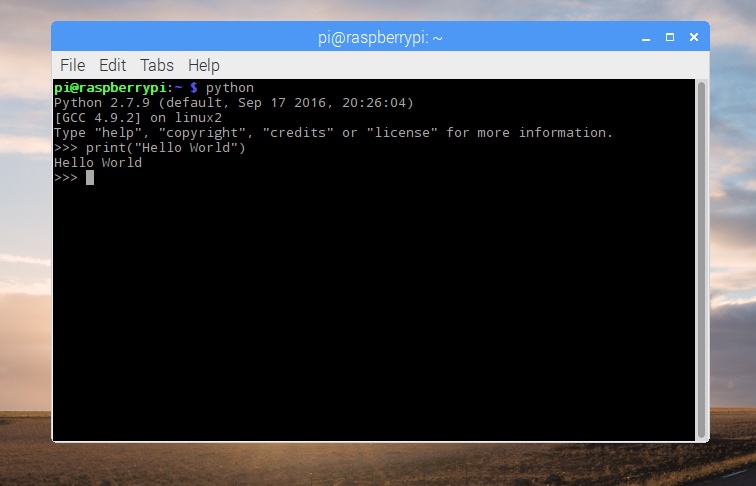 pi@raspberrypi: ~
File Edit Tabs Help
pi@raspberrypi:~ $ python
Python 2.7.9 (default, Sep 17 2016, 20:26:04)
[GCC 4.9.2] on linux2
Type "help", "copyright", "credits" or "license" for more information.
>>> print("Hello World")
Hello World
>>>